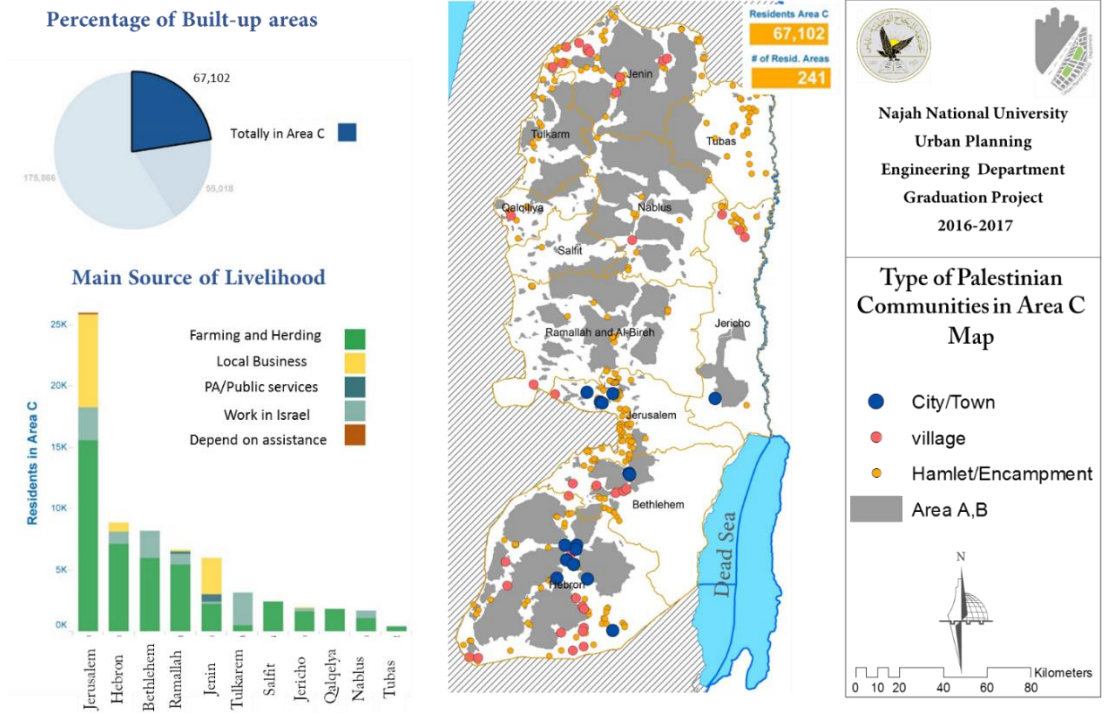 Percentage of Built-up areas
67,102
Totally in Area C
175,866
55,018
Main Source of Livelihood
Farming and Herding
Local Business
PA/Public services
Work in Israel
Depend on assistance
Residents in Area C
25K
20K
15K
10K
5K
0K
Jerusalem
Hebron
Bethlehem
Ramallah
Jenin
Tulkarem
Salfit
Jericho
Qalqelya
Nablus
Tubas
Residents Area C
67,102
# of Resid. Areas
241
Jenin
Tulkarm
Tubas
Qalqiliya
Nablus
Salfit
Ramallah and Al-Bireh
Jericho
Jerusalem
Bethlehem
Hebron
Dead Sea
Najah National University
Urban Planning
Engineering Department
Graduation Project
2016-2017
Type of Palestinian
Communities in Area C
Map
City/Town
village
Hamlet/Encampment
Area A,B
N
Kilometers
0 10 20 40 60 80